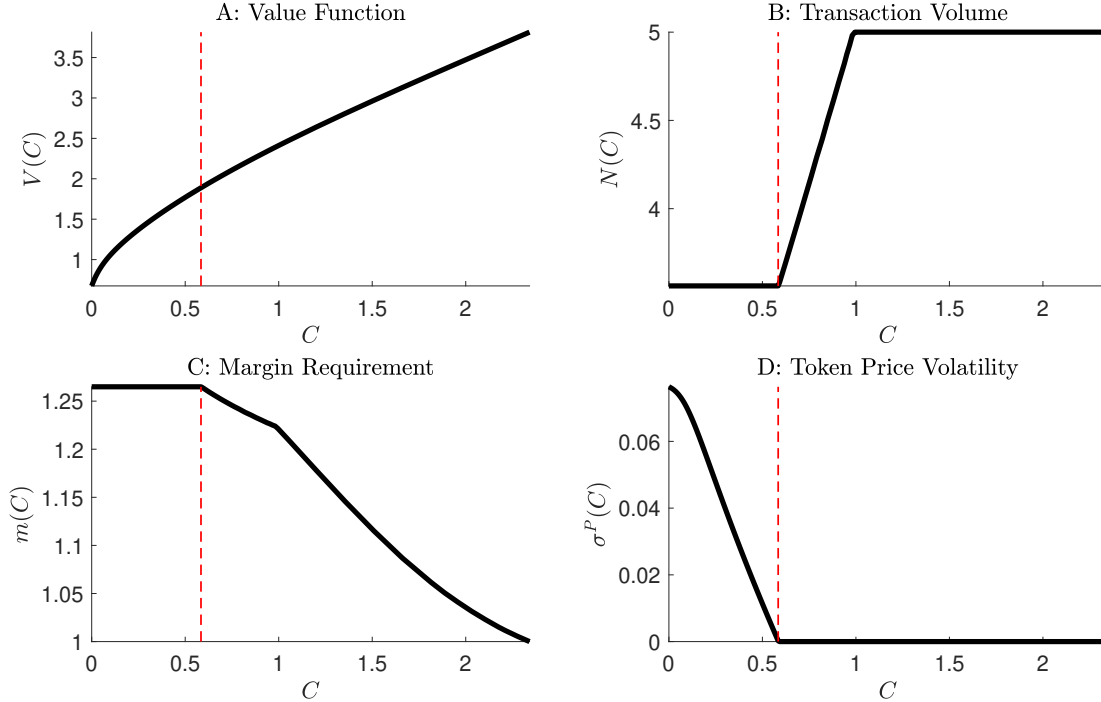 A: Value Function
V(C)
3.5
3
2.5
2
1.5
1
0 0.5 1 1.5 2
C
B: Transaction Volume
N(C)
5
4.5
4
0 0.5 1 1.5 2
C
C: Margin Requirement
m(C)
1.25
1.2
1.15
1.1
1.05
1
0 0.5 1 1.5 2
C
D: Token Price Volatility
σ^P(C)
0.06
0.04
0.02
0
0 0.5 1 1.5 2
C